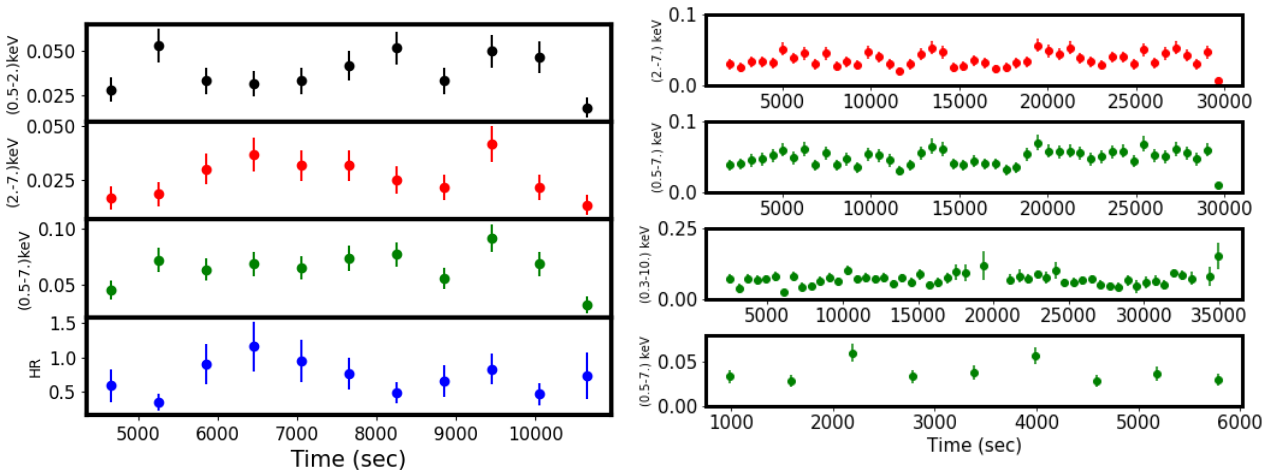 (0.5-2.)keV
0.050
0.025
(2.-7.)keV
0.050
0.025
(0.5-7.)keV
0.10
0.05
HR
1.5
1.0
0.5
5000 6000 7000 8000 9000 10000
Time (sec)
(2.-7.) keV
0.1
0.0
5000 10000 15000 20000 25000 30000
(0.5-7.) keV
0.1
0.0
5000 10000 15000 20000 25000 30000
(0.3-10.) keV
0.25
0.00
5000 10000 15000 20000 25000 30000 35000
(0.5-7.) keV
0.05
0.00
1000 2000 3000 4000 5000 6000
Time (sec)